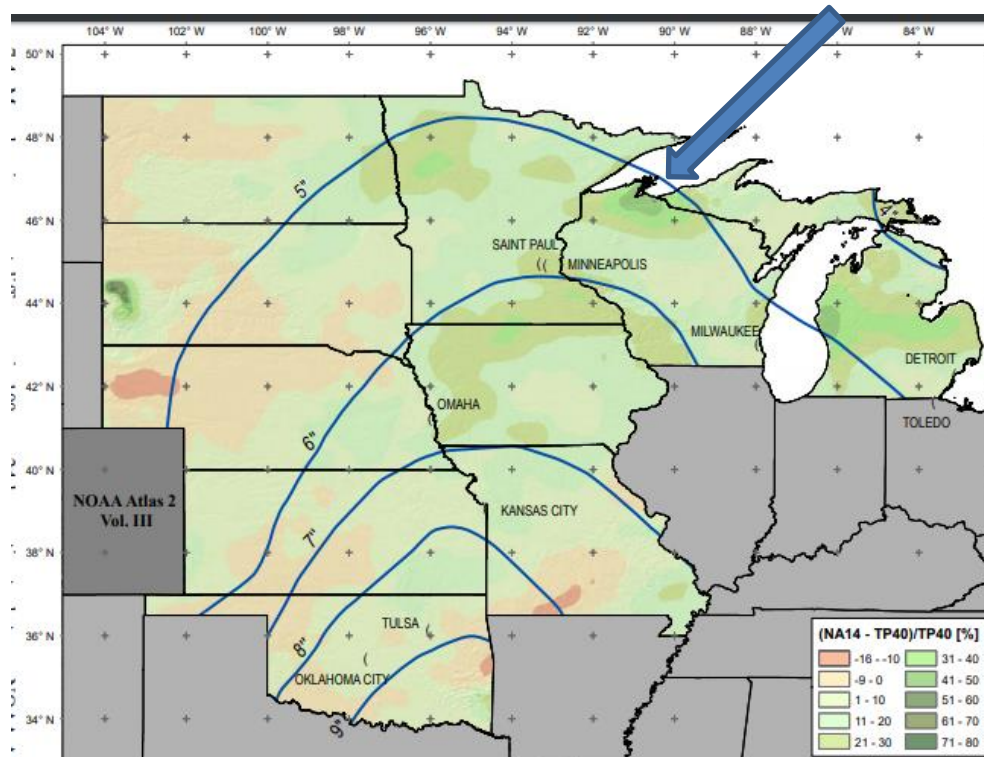 104° W 102° W 100° W 98° W 96° W 94° W 92° W 90° W 88° W W 84° W
50° N
48° N
5"
46° N
4"
SAINT PAUL
MINNEAPOLIS
44° N
MILWAUKEE
DETROIT
42° N
OMAHA
TOLEDO
6"
40° N
NOAA Atlas 2
Vol. III
KANSAS CITY
7"
38° N
36° N
TULSA
8"
OKLAHOMA CITY
9"
34° N
(NA14 - TP40)/TP40 [%]
-16 - -10 31 - 40
-9 - 0 41 - 50
1 - 10 51 - 60
11 - 20 61 - 70
21 - 30 71 - 80